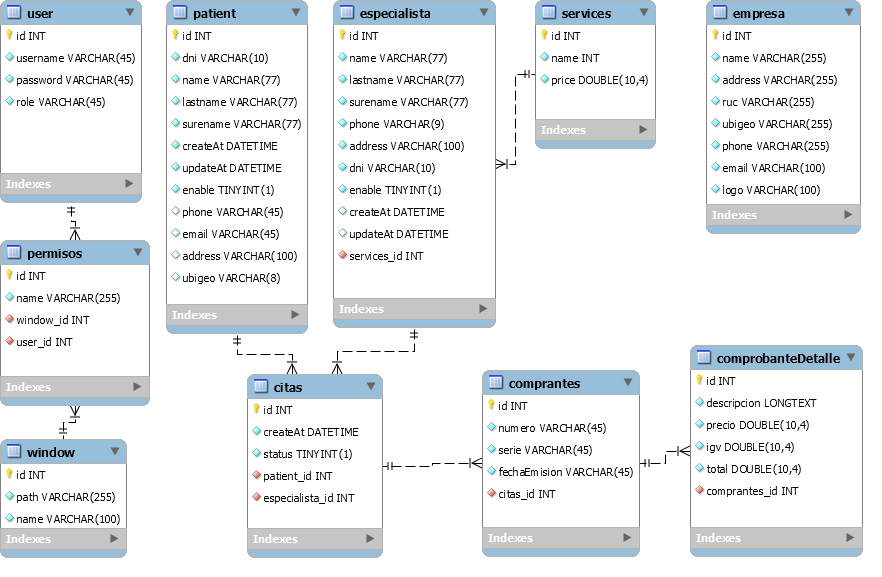 user
id INT
username VARCHAR(45)
password VARCHAR(45)
role VARCHAR(45)
Indexes
patient
id INT
dni VARCHAR(10)
name VARCHAR(77)
lastname VARCHAR(77)
surename VARCHAR(77)
createAt DATETIME
updateAt DATETIME
enable TINYINT(1)
phone VARCHAR(45)
email VARCHAR(45)
address VARCHAR(100)
ubigeo VARCHAR(8)
Indexes
especialista
id INT
name VARCHAR(77)
lastname VARCHAR(77)
surename VARCHAR(77)
phone VARCHAR(9)
address VARCHAR(100)
dni VARCHAR(10)
enable TINYINT(1)
createAt DATETIME
updateAt DATETIME
services_id INT
Indexes
services
id INT
name INT
price DOUBLE(10,4)
Indexes
empresa
id INT
name VARCHAR(255)
address VARCHAR(255)
ruc VARCHAR(255)
ubigeo VARCHAR(255)
phone VARCHAR(255)
email VARCHAR(100)
logo VARCHAR(100)
Indexes
permisos
id INT
name VARCHAR(255)
window_id INT
user_id INT
Indexes
window
id INT
path VARCHAR(255)
name VARCHAR(100)
Indexes
citas
id INT
createAt DATETIME
status TINYINT(1)
patient_id INT
especialista_id INT
Indexes
comprantes
id INT
numero VARCHAR(45)
serie VARCHAR(45)
fechaEmision VARCHAR(45)
citas_id INT
Indexes
comprobanteDetalle
id INT
descripcion LONGTEXT
precio DOUBLE(10,4)
igv DOUBLE(10,4)
total DOUBLE(10,4)
comprantes_id INT
Indexes